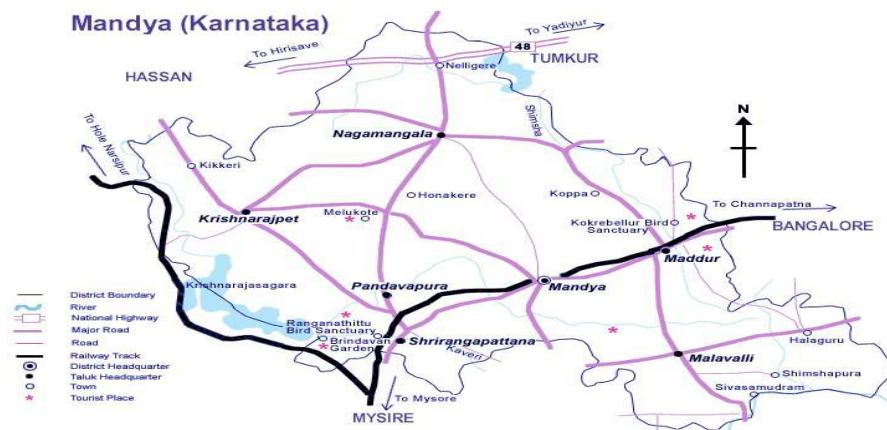 Mandya (Karnataka)
To Yadiyur
48
To Hirisave
TUMKUR
HASSAN
Nelligere
N
To Hole Narsipur
Shimsha
Nagamangala
Kikkeri
Honakere
Koppa
To Channapatna
Krishnarajpet
Melukote
Kokrebellur Bird
Sanctuary
BANGALORE
Maddur
Krishnarajasagara
Pandavapura
Mandya
District Boundary
River
National Highway
Major Road
Road
Railway Track
District Headquarter
Taluk Headquarter
Town
Tourist Place
Ranganathittu
Bird Sanctuary
Brindavan
Garden
Shrirangapattana
Kaveri
Halaguru
Malavalli
Shimshapura
Sivasamudram
To Mysore
MYSIRE